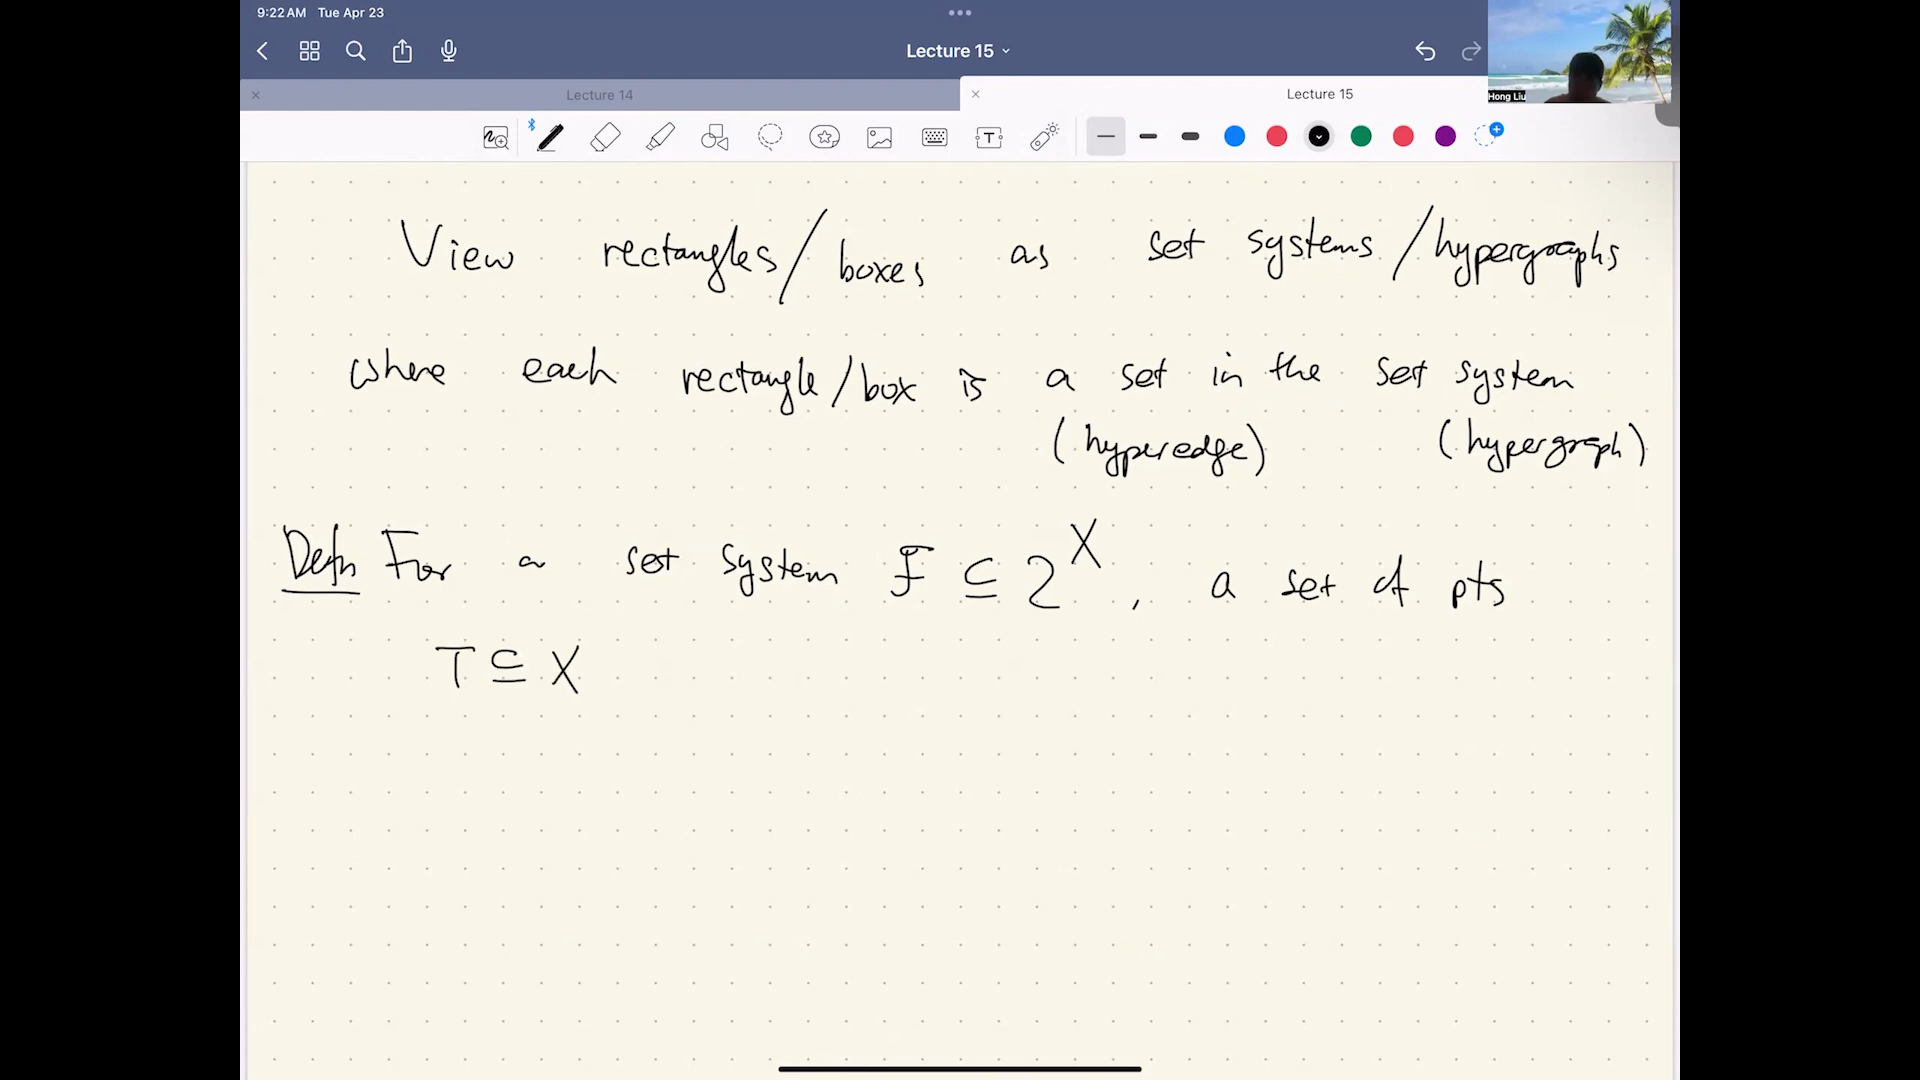 9:22 AM Tue Apr 23
Lecture 15
Lecture 14
Lecture 15
Hong Liu
View rectangles/boxes as set systems/hypergraphs
where each rectangle/box is a set in the set system
(hyperedge) (hypergraph)
Defn For a set system F ⊆ 2^X, a set of pts
T ⊆ X